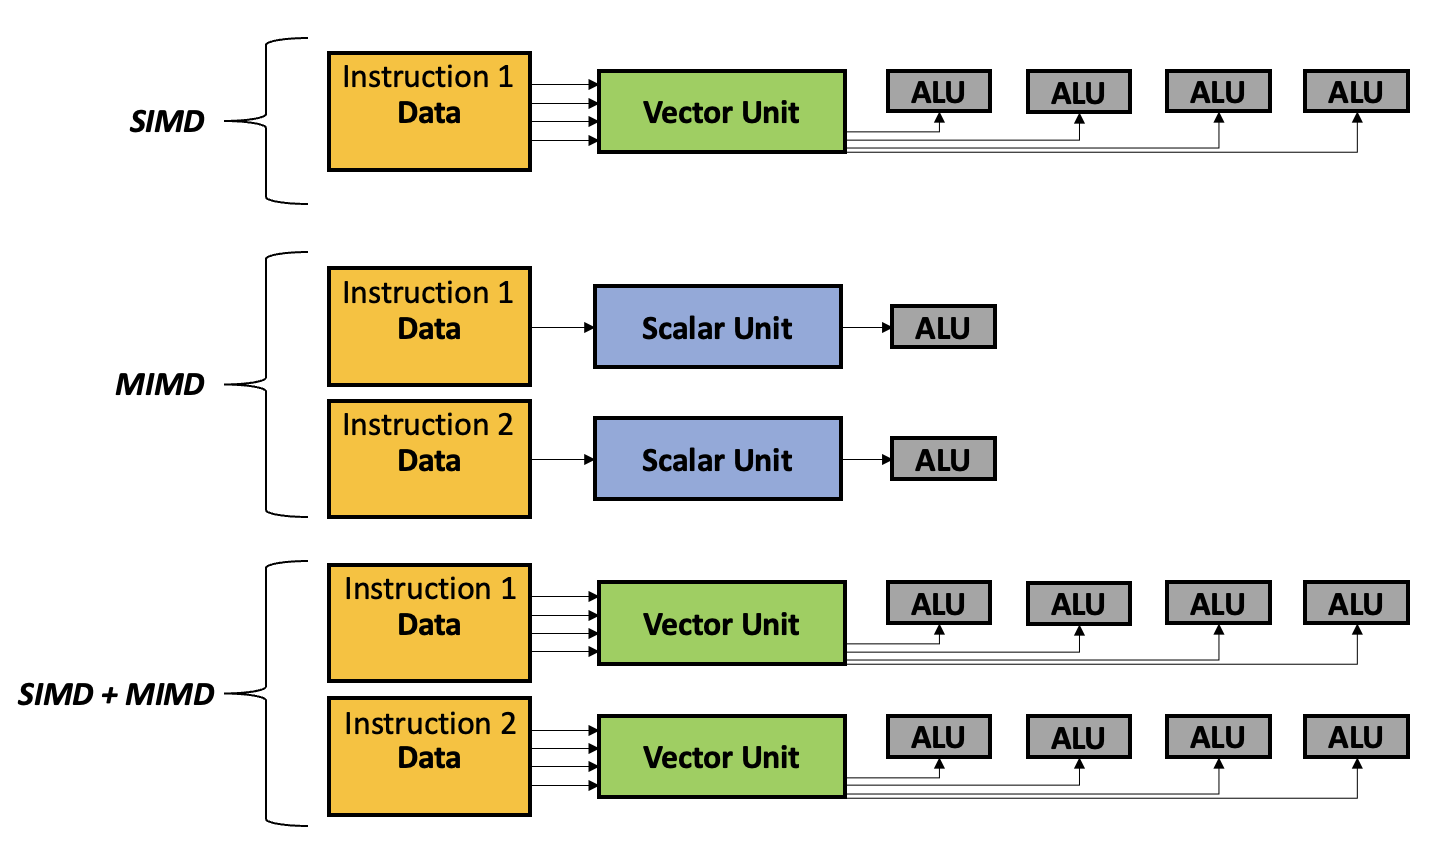 SIMD
Instruction 1
Data
Vector Unit
ALU
ALU
ALU
ALU
MIMD
Instruction 1
Data
Scalar Unit
ALU
Instruction 2
Data
Scalar Unit
ALU
SIMD + MIMD
Instruction 1
Data
Vector Unit
ALU
ALU
ALU
ALU
Instruction 2
Data
Vector Unit
ALU
ALU
ALU
ALU